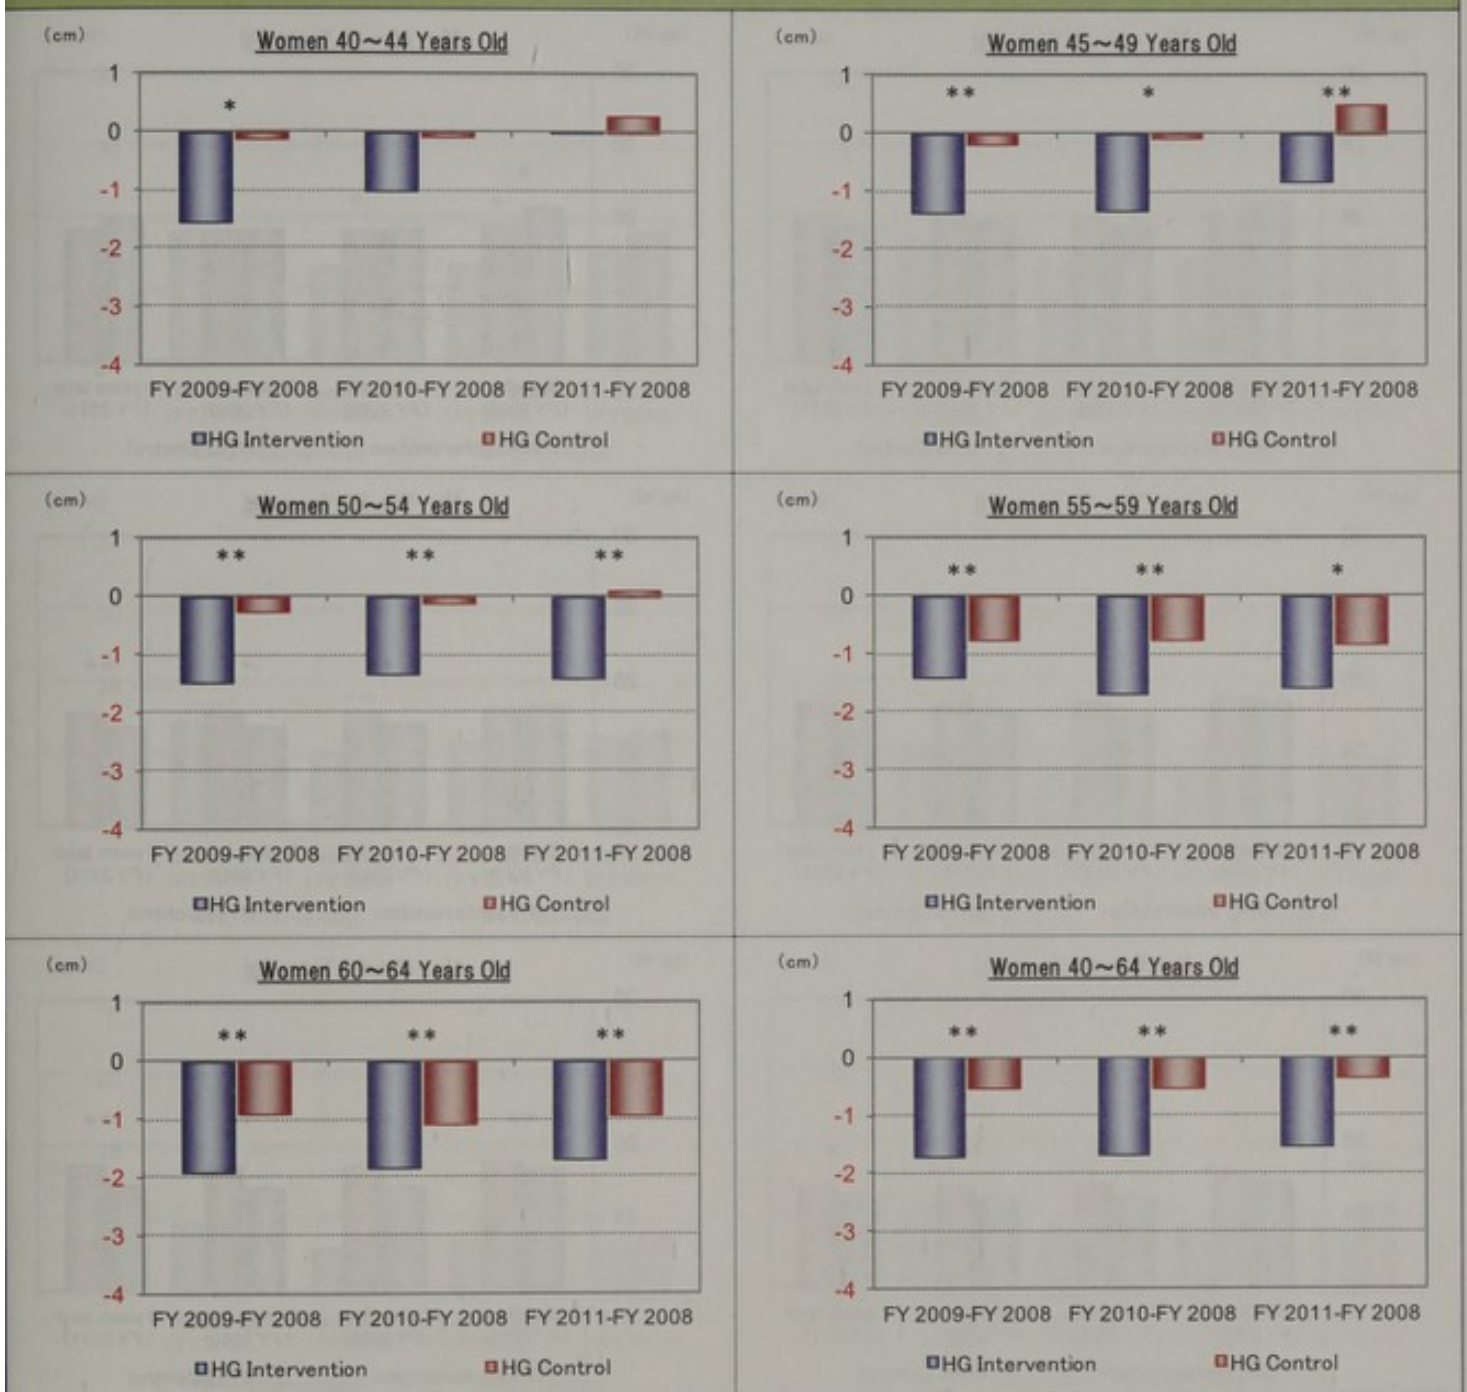 (cm)
Women 40～44 Years Old
1
*
0
-1
-2
-3
-4
FY 2009-FY 2008 FY 2010-FY 2008 FY 2011-FY 2008
HG Intervention HG Control
(cm)
Women 45～49 Years Old
1
** * **
0
-1
-2
-3
-4
FY 2009-FY 2008 FY 2010-FY 2008 FY 2011-FY 2008
HG Intervention HG Control
(cm)
Women 50～54 Years Old
1
** ** **
0
-1
-2
-3
-4
FY 2009-FY 2008 FY 2010-FY 2008 FY 2011-FY 2008
HG Intervention HG Control
(cm)
Women 55～59 Years Old
1
** ** *
0
-1
-2
-3
-4
FY 2009-FY 2008 FY 2010-FY 2008 FY 2011-FY 2008
HG Intervention HG Control
(cm)
Women 60～64 Years Old
1
** ** **
0
-1
-2
-3
-4
FY 2009-FY 2008 FY 2010-FY 2008 FY 2011-FY 2008
HG Intervention HG Control
(cm)
Women 40～64 Years Old
1
** ** **
0
-1
-2
-3
-4
FY 2009-FY 2008 FY 2010-FY 2008 FY 2011-FY 2008
HG Intervention HG Control